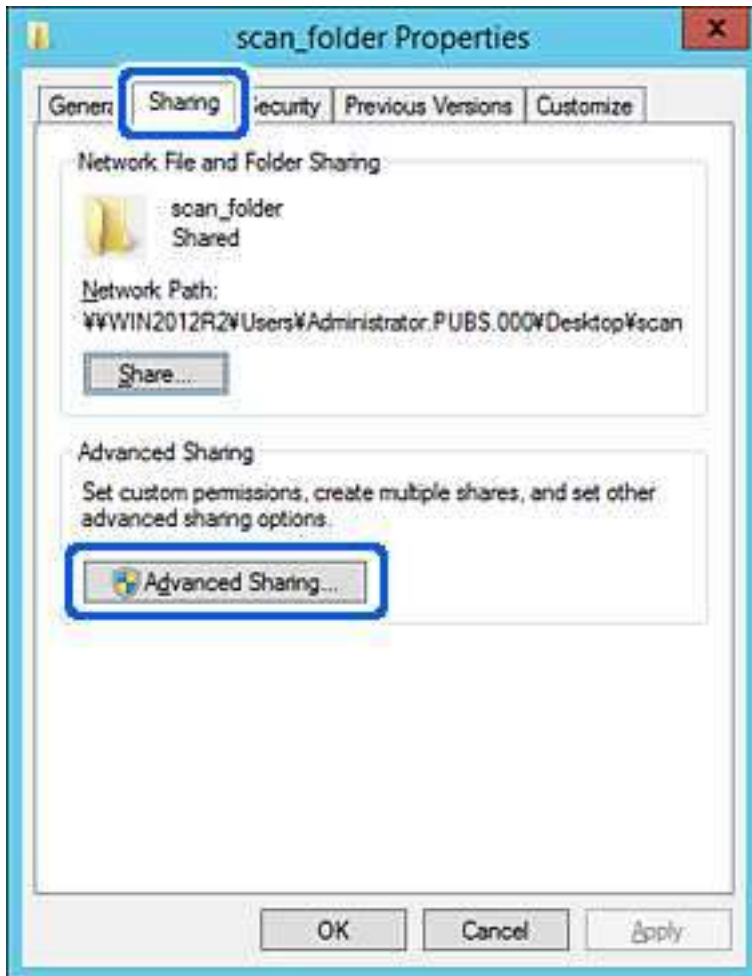 scan_folder Properties
x
Genera Sharing Security Previous Versions Customize
Network File and Folder Sharing
scan_folder
Shared
Network Path:
¥¥WIN2012R2¥Users¥Administrator.PUBS.000¥Desktop¥scan
Share...
Advanced Sharing
Set custom permissions, create multiple shares, and set other
advanced sharing options.
Advanced Sharing...
OK Cancel Apply